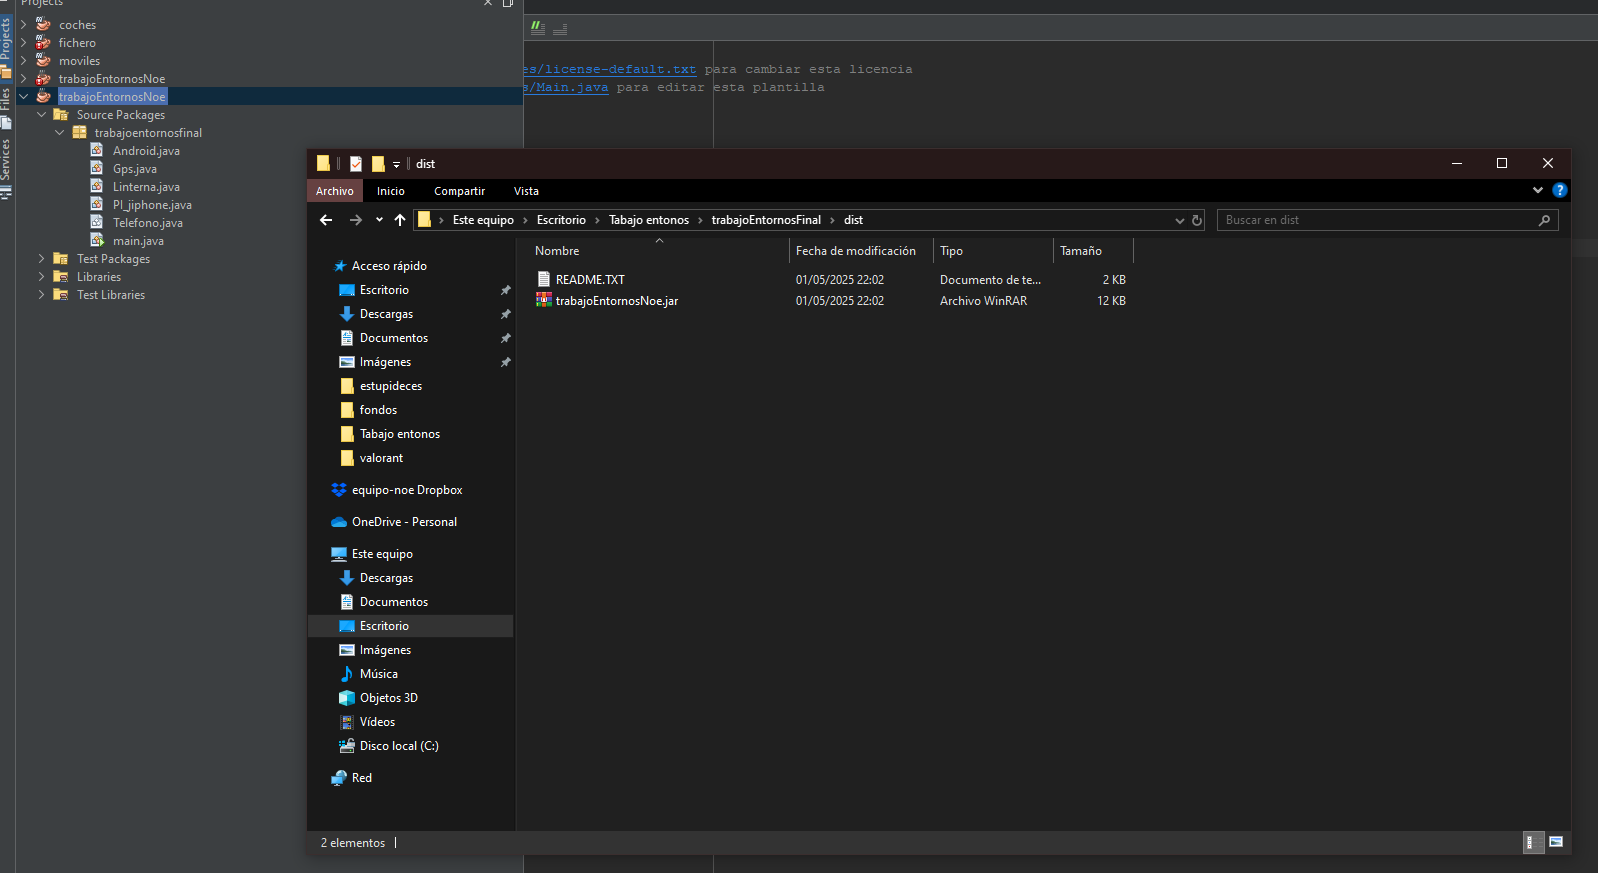 Projects
coches
fichero
moviles
trabajoEntornosNoe
trabajoEntornosNoe
Source Packages
trabajoentornosfinal
Android.java
Gps.java
Linterna.java
PI_jiphone.java
Telefono.java
main.java
Test Packages
Libraries
Test Libraries
Projects
Files
Services
es/license-default.txt para cambiar esta licencia
s/Main.java para editar esta plantilla
dist
Archivo Inicio Compartir Vista
Este equipo Escritorio Tabajo entonos trabajoEntornosFinal dist
Buscar en dist
Acceso rápido
Escritorio
Descargas
Documentos
Imágenes
estupideces
fondos
Tabajo entonos
valorant
equipo-noe Dropbox
OneDrive - Personal
Este equipo
Descargas
Documentos
Escritorio
Imágenes
Música
Objetos 3D
Vídeos
Disco local (C:)
Red
Nombre Fecha de modificación Tipo Tamaño
README.TXT 01/05/2025 22:02 Documento de te... 2 KB
trabajoEntornosNoe.jar 01/05/2025 22:02 Archivo WinRAR 12 KB
2 elementos